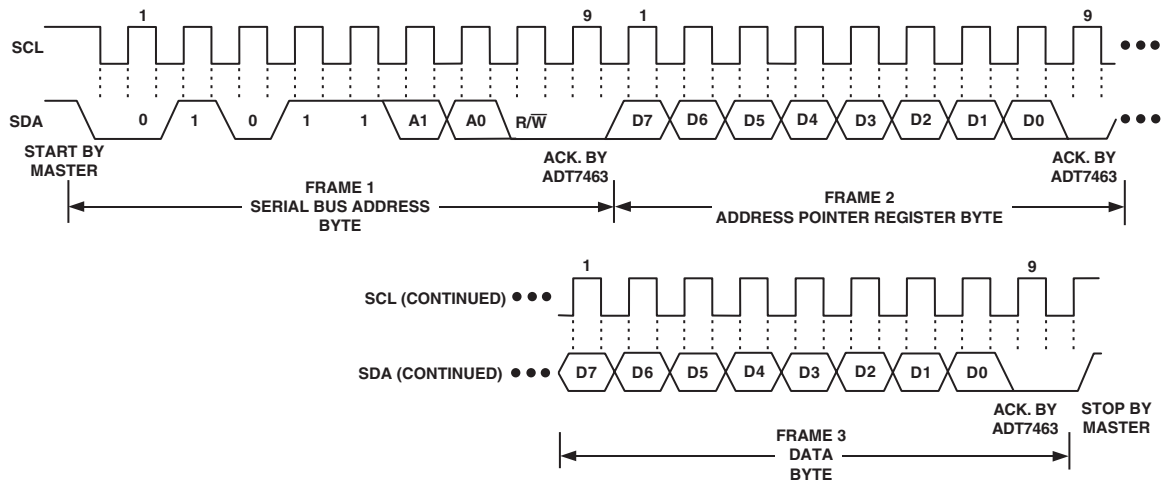 1 9 1 9
SCL
SDA 0 1 0 1 1 A1 A0 R/W̅ D7 D6 D5 D4 D3 D2 D1 D0
START BY
MASTER
ACK. BY
ADT7463
ACK. BY
ADT7463
FRAME 1
SERIAL BUS ADDRESS
BYTE
FRAME 2
ADDRESS POINTER REGISTER BYTE
1 9
SCL (CONTINUED)
SDA (CONTINUED) D7 D6 D5 D4 D3 D2 D1 D0
ACK. BY
ADT7463
STOP BY
MASTER
FRAME 3
DATA
BYTE